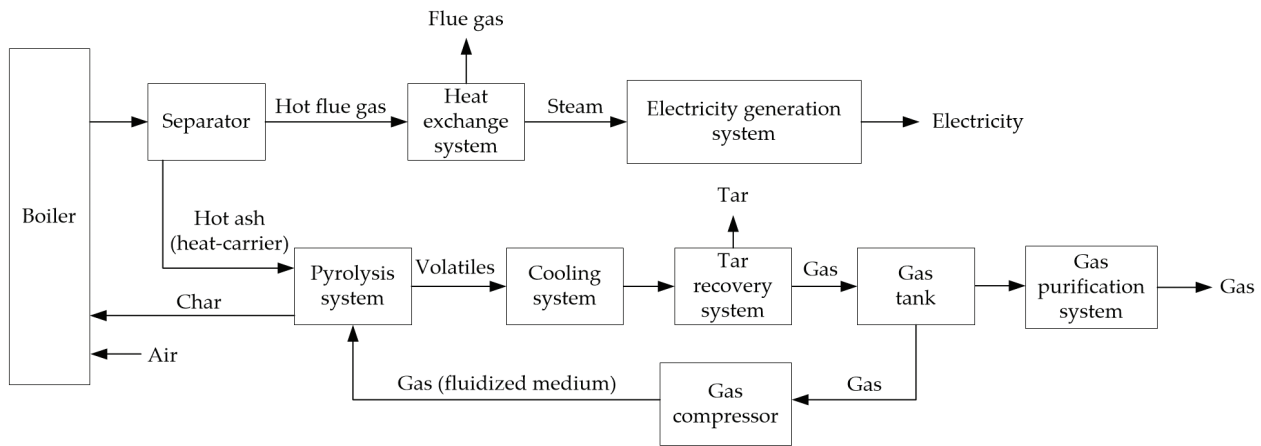 Flue gas
Boiler
Separator
Hot flue gas
Heat
exchange
system
Steam
Electricity generation
system
Electricity
Hot ash
(heat-carrier)
Pyrolysis
system
Volatiles
Cooling
system
Tar
Tar
recovery
system
Gas
Gas
tank
Gas
purification
system
Gas
Char
Air
Gas (fluidized medium)
Gas
compressor
Gas